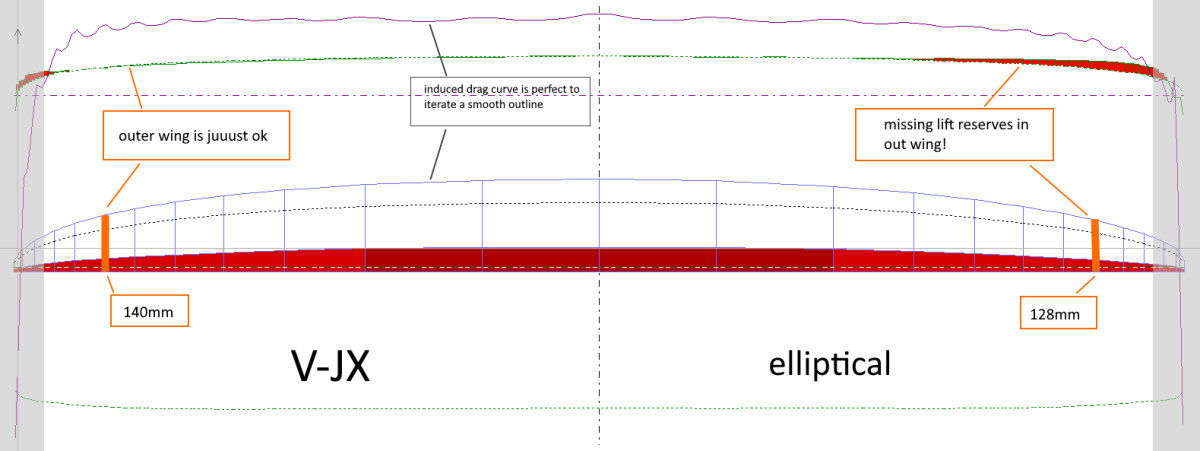 induced drag curve is perfect to
iterate a smooth outline
outer wing is juuust ok
missing lift reserves in
out wing!
140mm
128mm
V-JX
elliptical